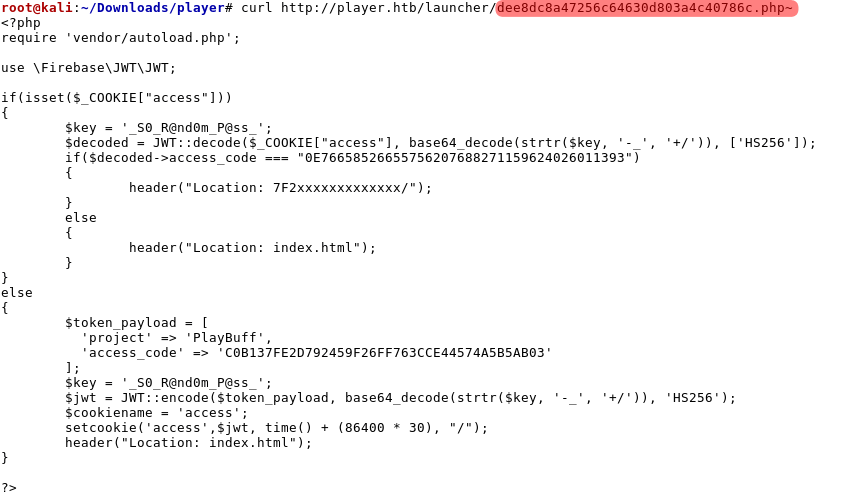 root@kali:~/Downloads/player# curl http://player.htb/launcher/dee8dc8a47256c64630d803a4c40786c.php~
<?php
require 'vendor/autoload.php';

use \Firebase\JWT\JWT;

if(isset($_COOKIE["access"]))
{
        $key = '_S0_R@nd0m_P@ss_';
        $decoded = JWT::decode($_COOKIE["access"], base64_decode(strtr($key, '-_', '+/')), ['HS256']);
        if($decoded->access_code === "0E76658526655756207688271159624026011393")
        {
                header("Location: 7F2xxxxxxxxxxxxx/");
        }
        else
        {
                header("Location: index.html");
        }
}
else
{
        $token_payload = [
          'project' => 'PlayBuff',
          'access_code' => 'C0B137FE2D792459F26FF763CCE44574A5B5AB03'
        ];
        $key = '_S0_R@nd0m_P@ss_';
        $jwt = JWT::encode($token_payload, base64_decode(strtr($key, '-_', '+/')), 'HS256');
        $cookiename = 'access';
        setcookie('access',$jwt, time() + (86400 * 30), "/");
        header("Location: index.html");
}

?>